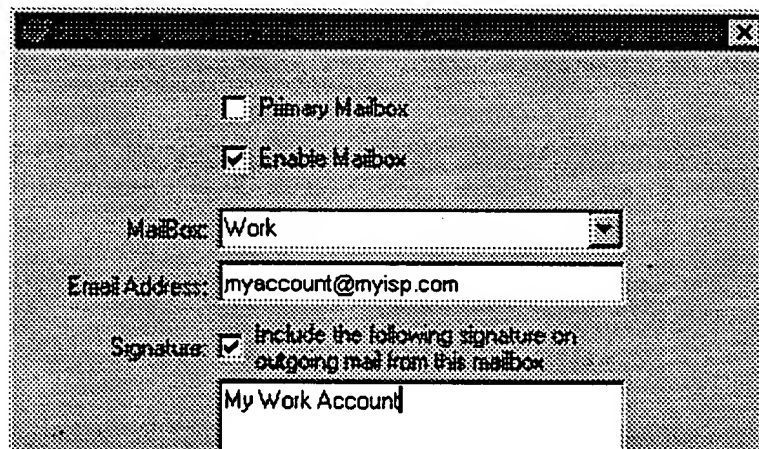 Primary Mailbox
Enable Mailbox
MailBox: Work
Email Address: myaccount@myisp.com
Signature: Include the following signature on
outgoing mail from this mailbox
My Work Account